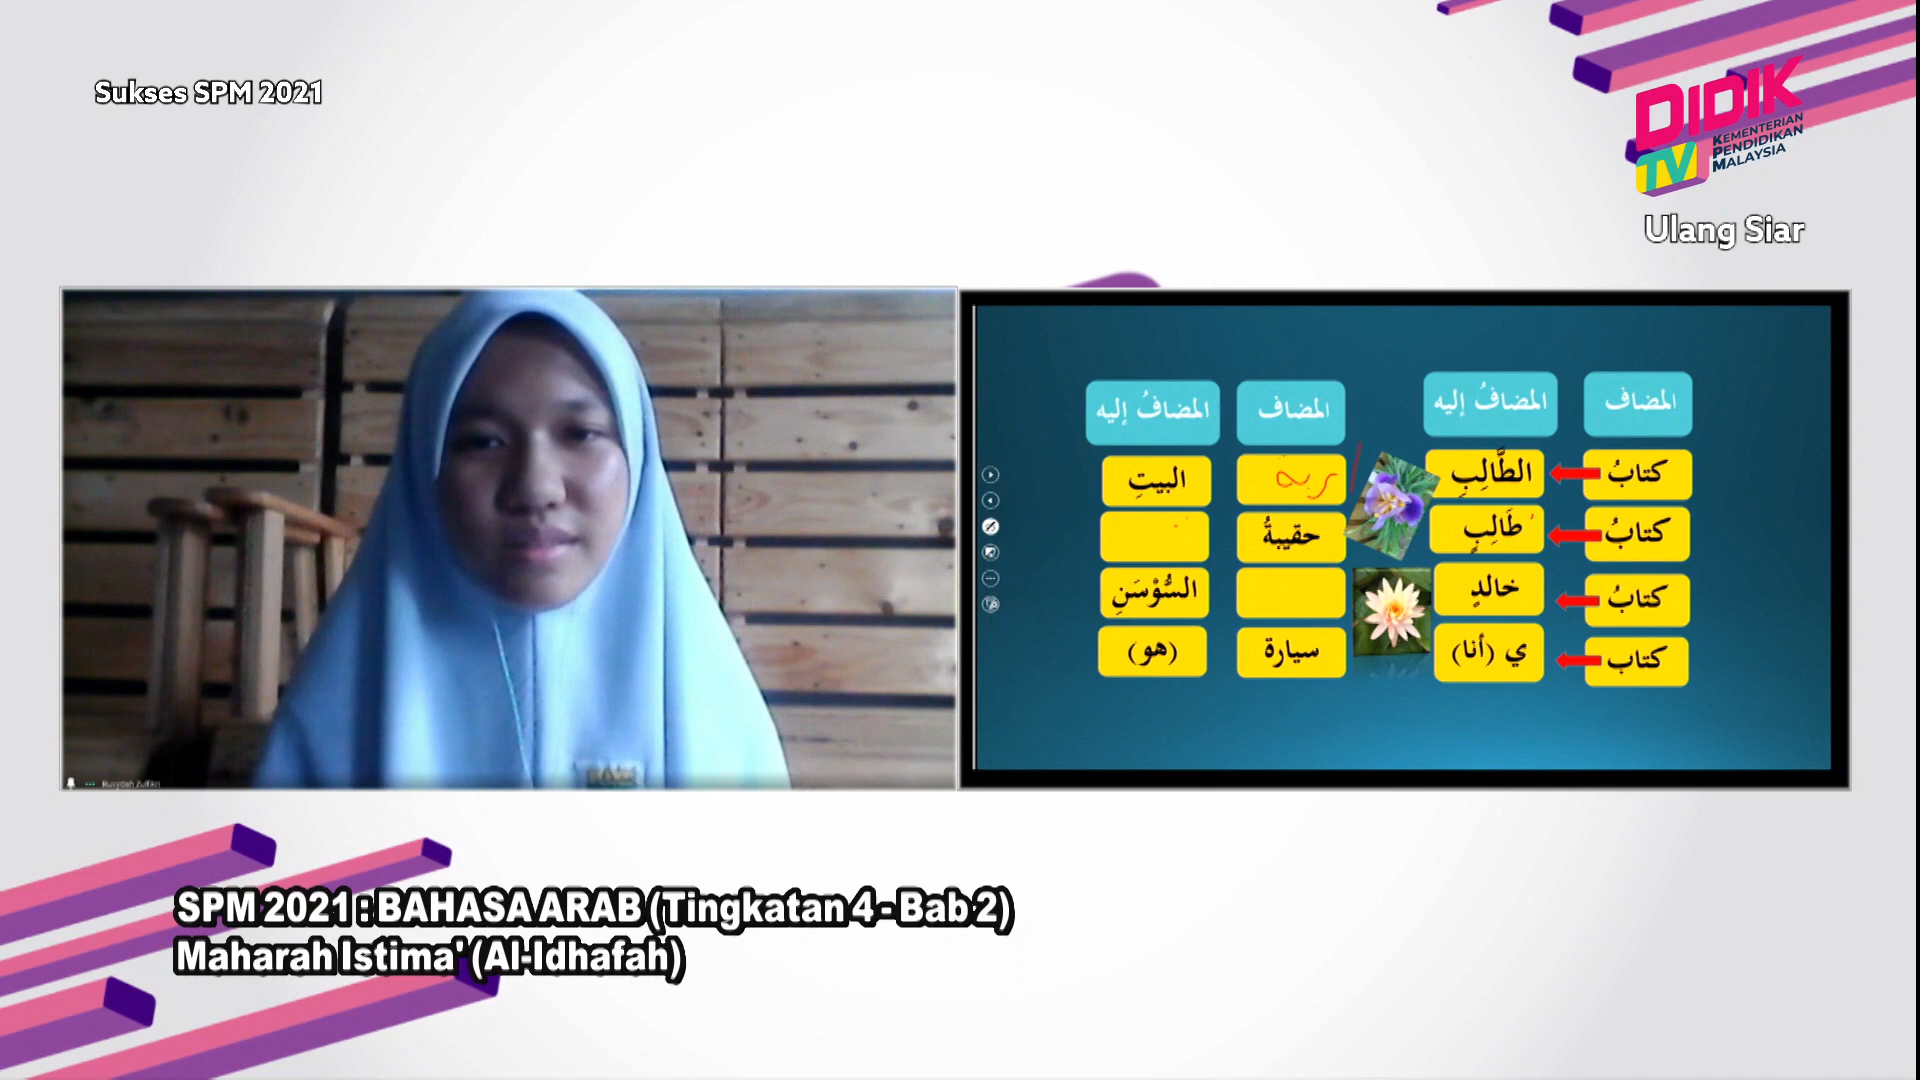 Sukses SPM 2021
DIDIK
TV
KEMENTERIAN
PENDIDIKAN
MALAYSIA
Ulang Siar
المضاف
المضافُ إليه
المضاف
المضافُ إليه
كتابُ
الطَّالِبِ
البيتِ
كتابُ
طَالِبٍ
حقيبةُ
كتابُ
خالدٍ
السُّوْسَنِ
كتاب
ي (أنا)
سيارة
(هو)
Rusydah Zulfikri
SPM 2021 : BAHASA ARAB (Tingkatan 4 - Bab 2)
Maharah Istima' (Al-Idhafah)